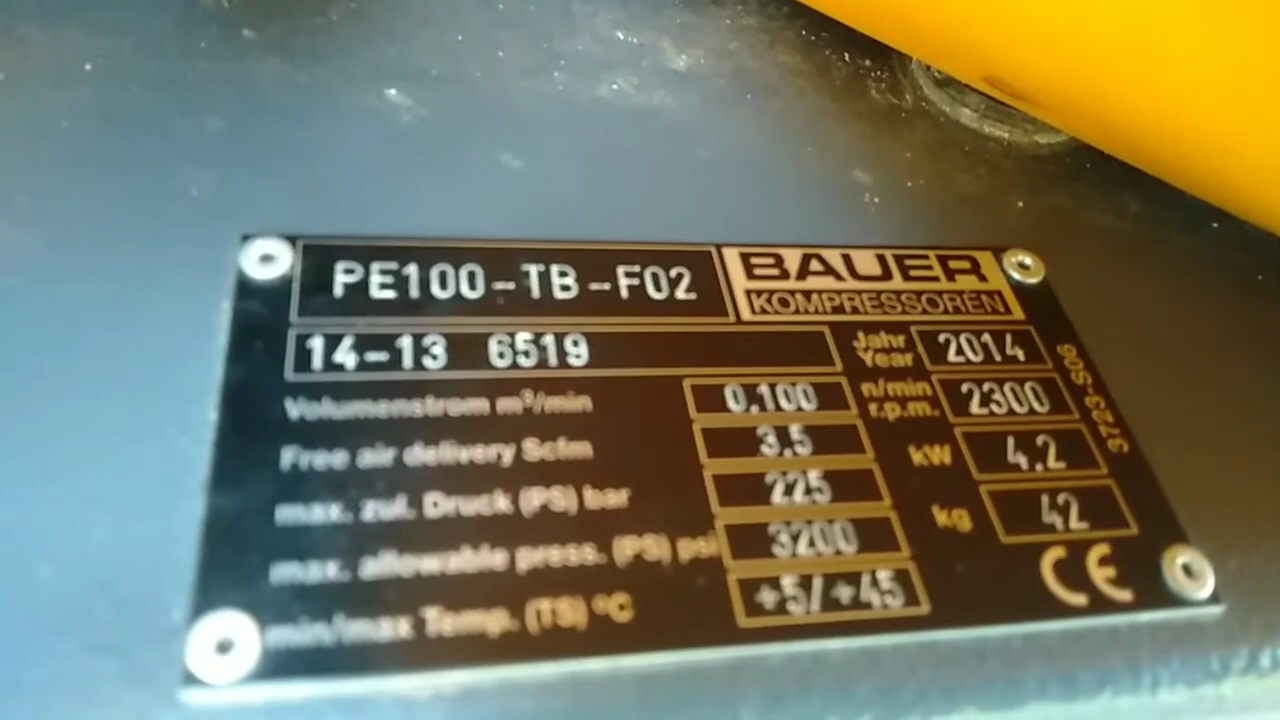 PE100-TB-F02
BAUER
KOMPRESSOREN
14-13 6519
Jahr
Year 2014
Volumenstrom m³/min 0,100
n/min
r.p.m. 2300
Free air delivery Scfm 3,5
kW 4,2
max. zul. Druck (PS) bar 225
kg 42
max. allowable press. (PS) psi 3200
min/max Temp. (TS) °C +5/+45
CE
S723-S06